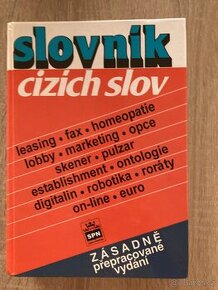 slovník
cizích slov
leasing • fax • homeopatie
lobby • marketing • opce
skener • pulzar
establishment • ontologie
digitalin • robotika • roráty
on-line • euro
SPN
ZÁSADNĚ
přepracované
vydání